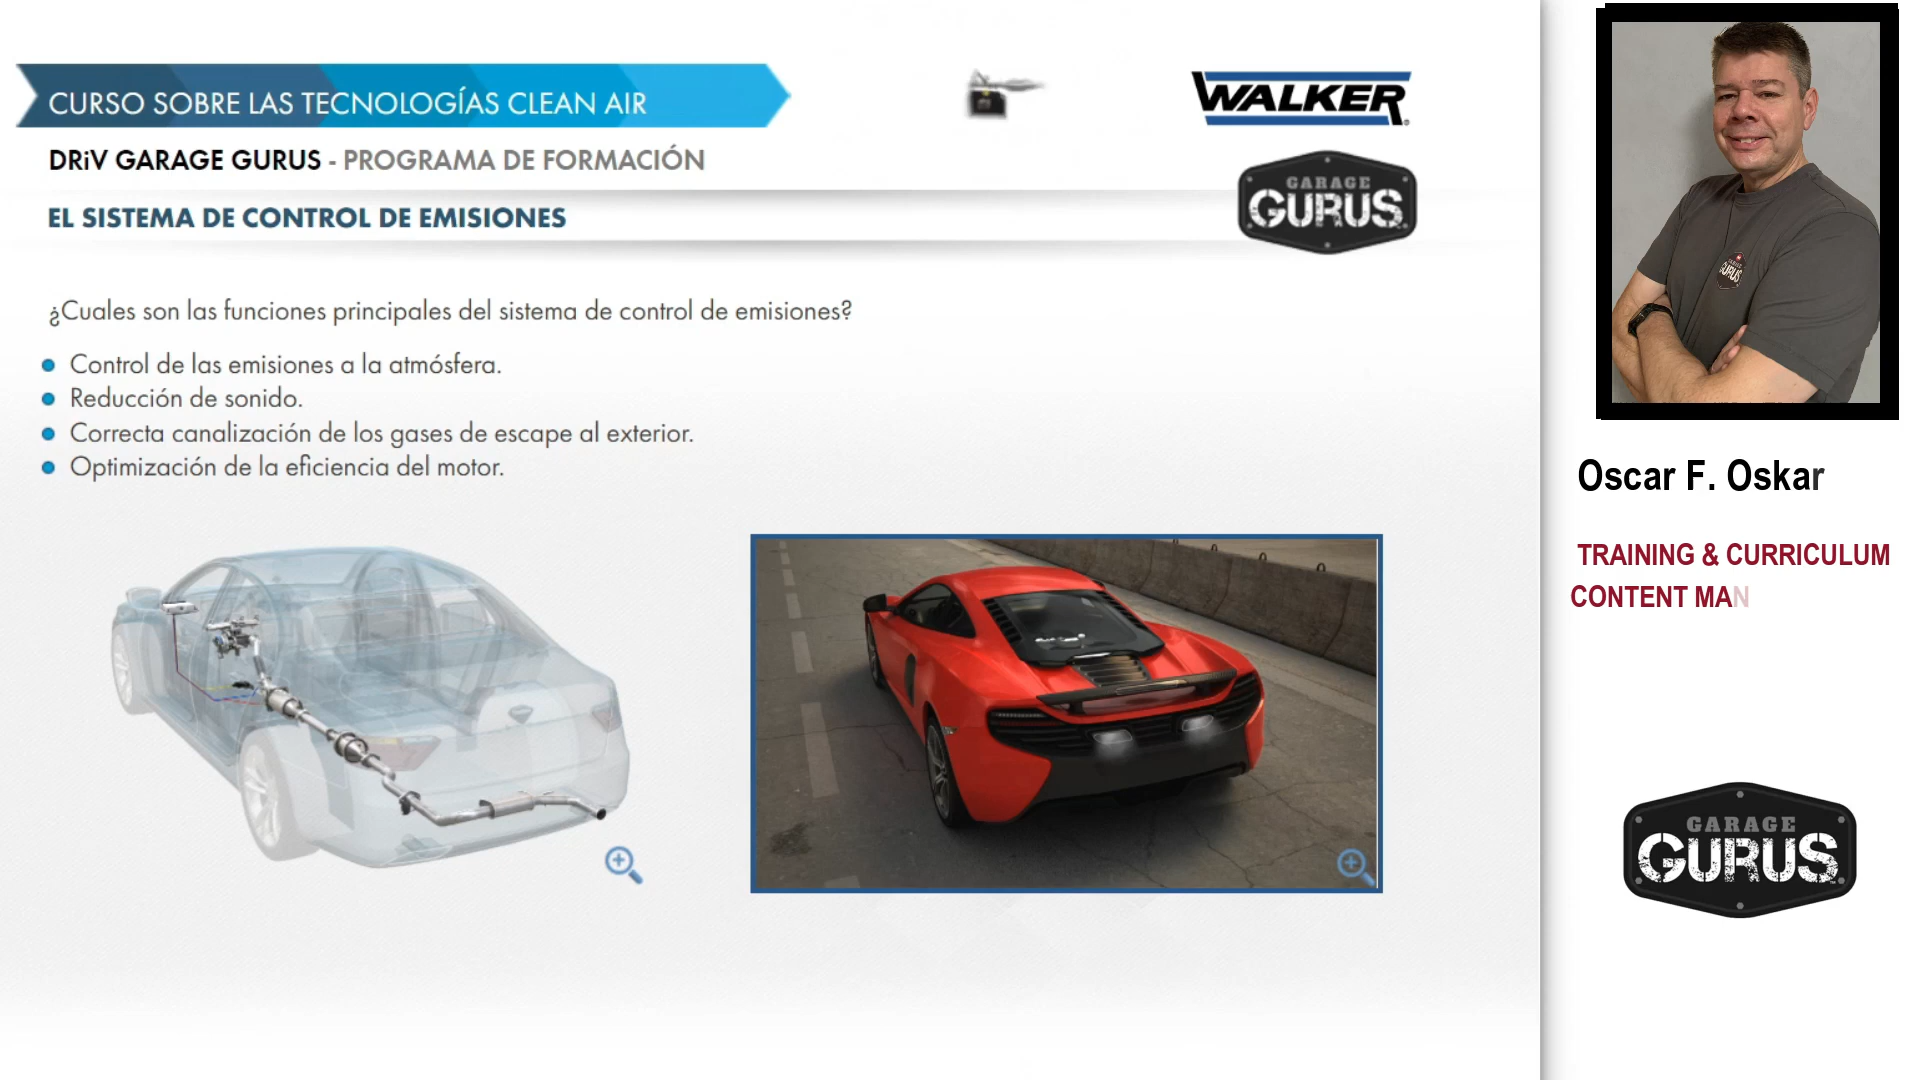 CURSO SOBRE LAS TECNOLOGÍAS CLEAN AIR
WALKER
DRiV GARAGE GURUS - PROGRAMA DE FORMACIÓN
GARAGE
GURUS
EL SISTEMA DE CONTROL DE EMISIONES
¿Cuales son las funciones principales del sistema de control de emisiones?
Control de las emisiones a la atmósfera.
Reducción de sonido.
Correcta canalización de los gases de escape al exterior.
Optimización de la eficiencia del motor.
GARAGE
GURUS
Oscar F. Oskar
TRAINING & CURRICULUM
CONTENT MAN
GARAGE
GURUS